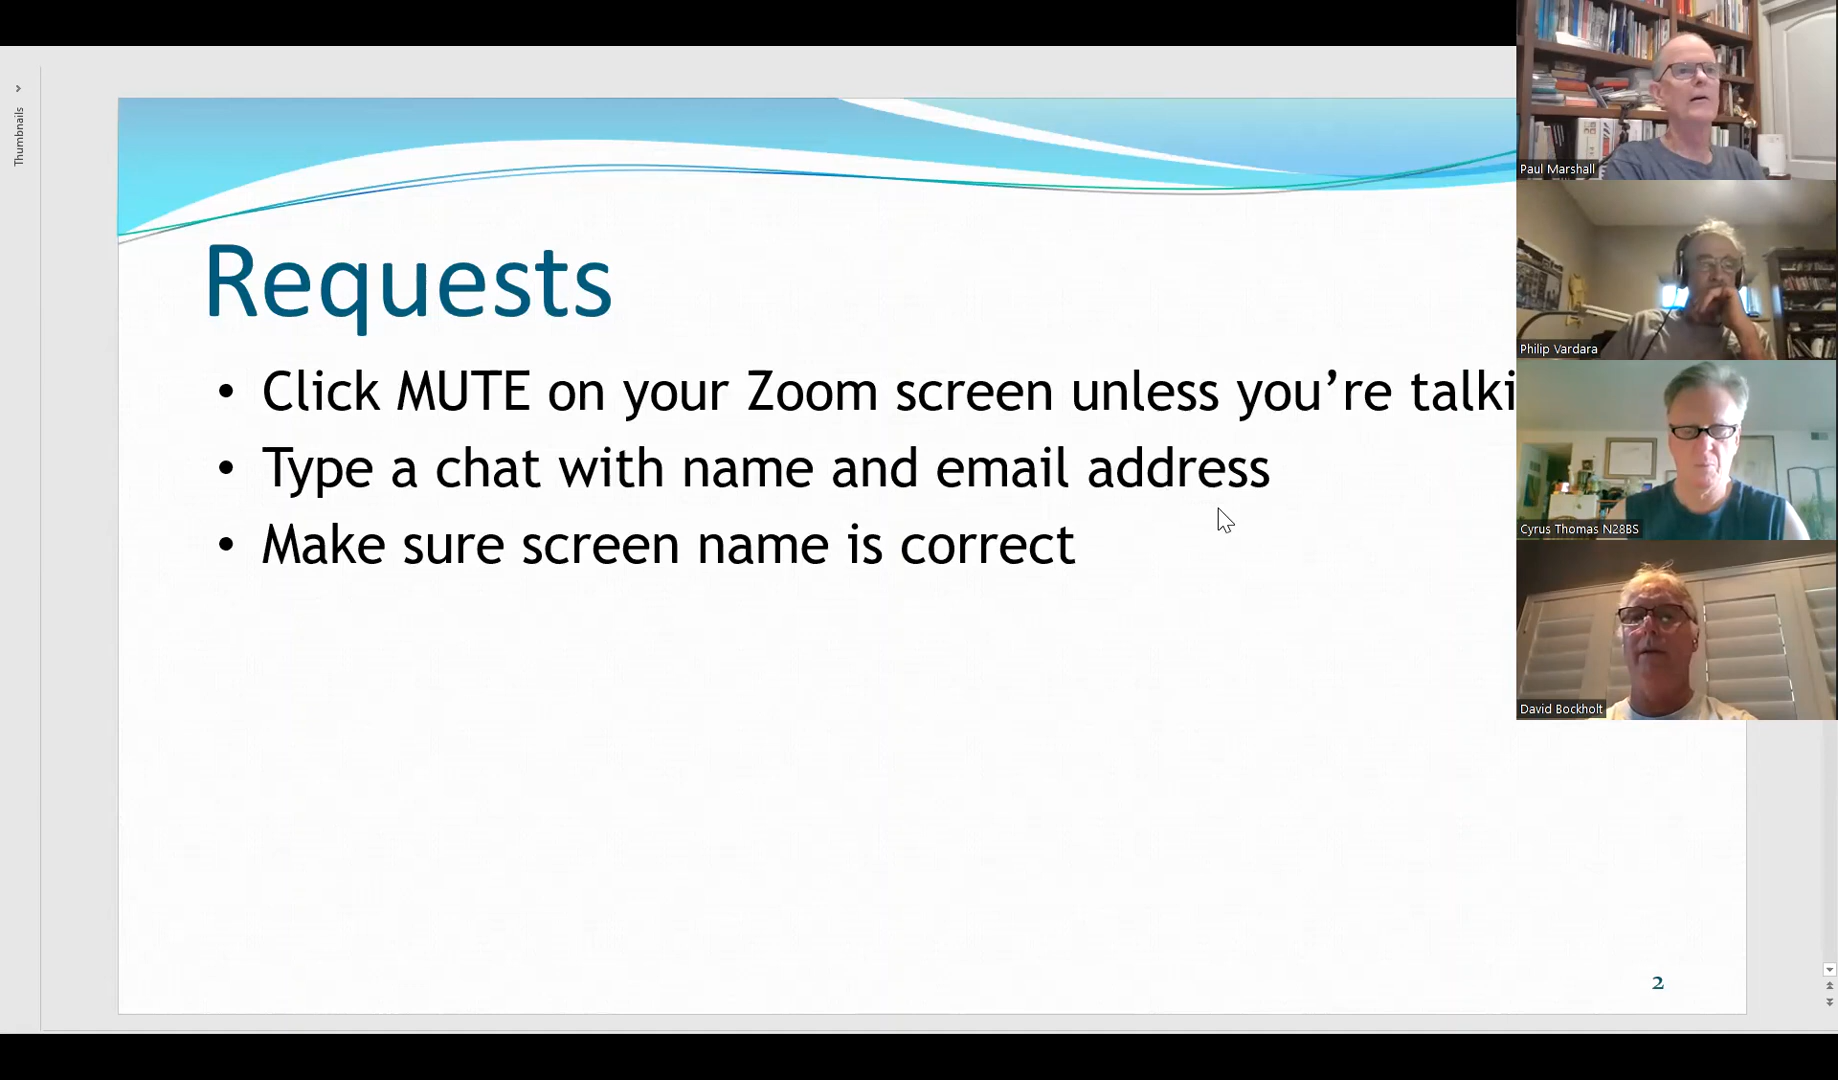 Thumbnails
Requests
• Click MUTE on your Zoom screen unless you’re talki
• Type a chat with name and email address
• Make sure screen name is correct
2
Paul Marshall
Philip Vardara
Cyrus Thomas N28BS
David Bockholt